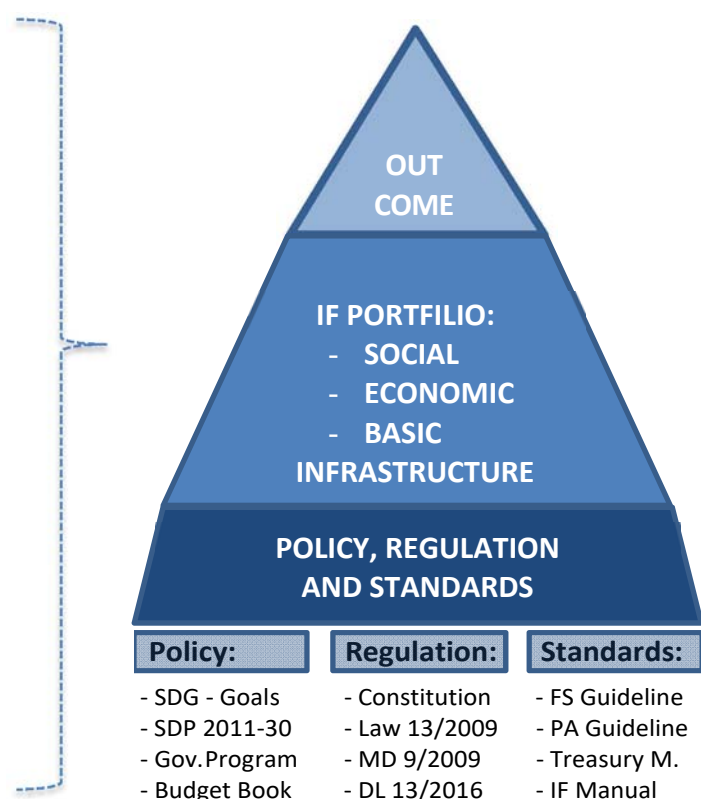 OUT
COME
IF PORTFILIO:
- SOCIAL
- ECONOMIC
- BASIC
INFRASTRUCTURE
POLICY, REGULATION
AND STANDARDS
Policy: Regulation: Standards:
- SDG - Goals - Constitution - FS Guideline
- SDP 2011-30 - Law 13/2009 - PA Guideline
- Gov.Program - MD 9/2009 - Treasury M.
- Budget Book - DL 13/2016 - IF Manual